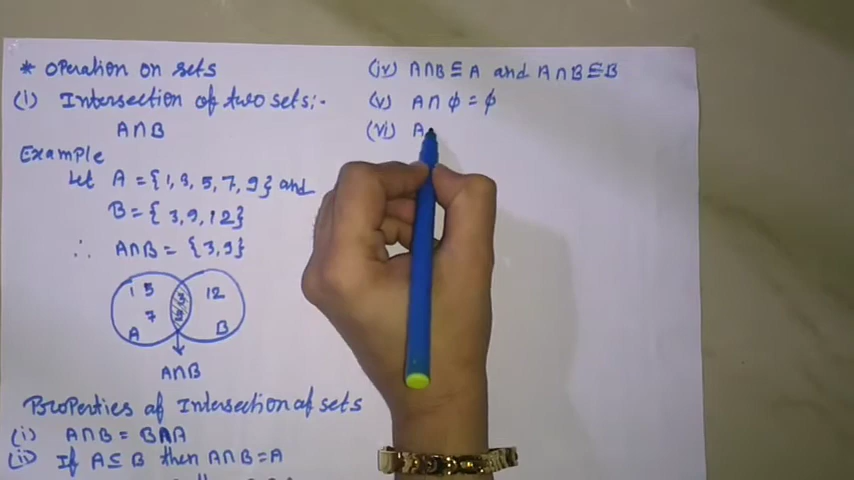 * Operation on sets
(i) Intersection of two sets:-
A∩B
Example
Let A = {1, 3, 5, 7, 9} and
B = { 3, 9, 12}
∴ A∩B = {3, 9}
1 5
7
12
A
B
A∩B
Properties of Intersection of sets
(i) A∩B = B∩A
(ii) If A⊆B then A∩B = A
(iv) A∩B ⊆ A and A∩B ⊆ B
(v) A ∩ ϕ = ϕ
(vi) A